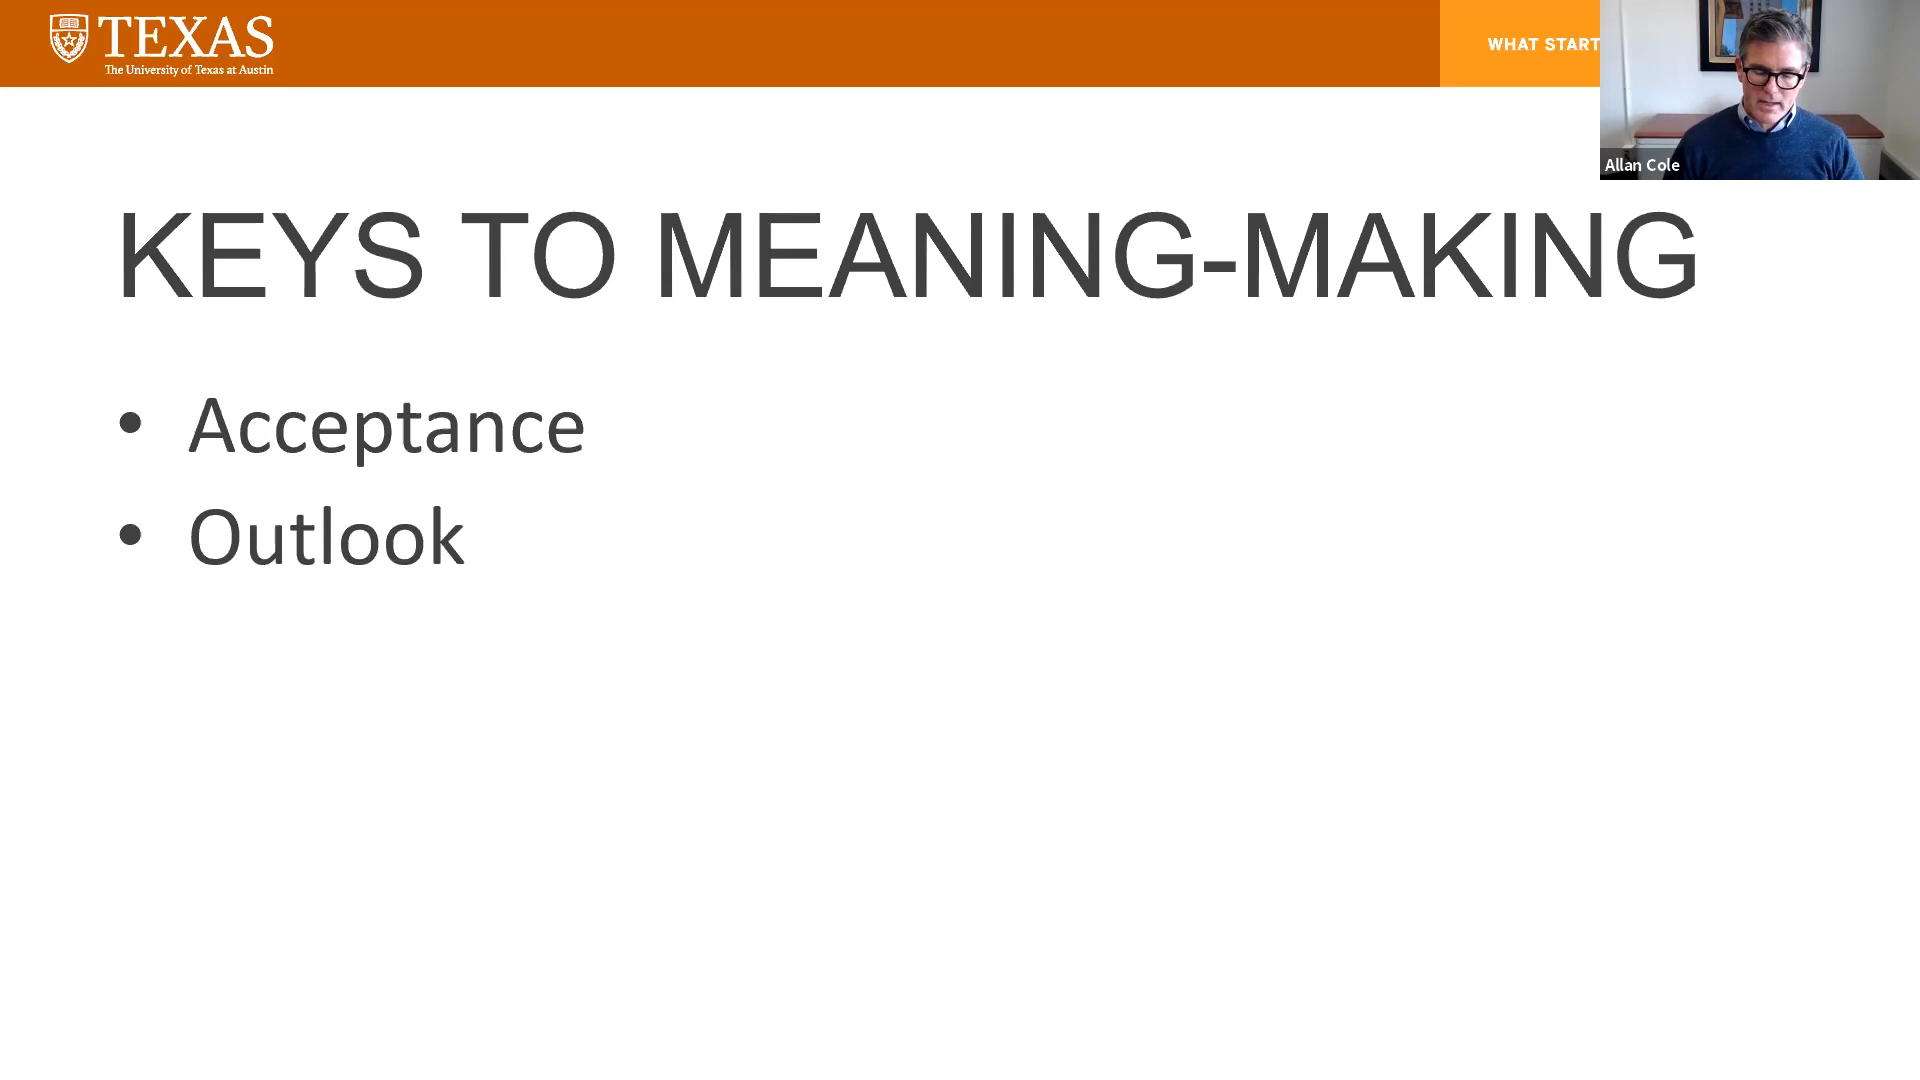 TEXAS
The University of Texas at Austin
WHAT START
Allan Cole
KEYS TO MEANING-MAKING
• Acceptance
• Outlook